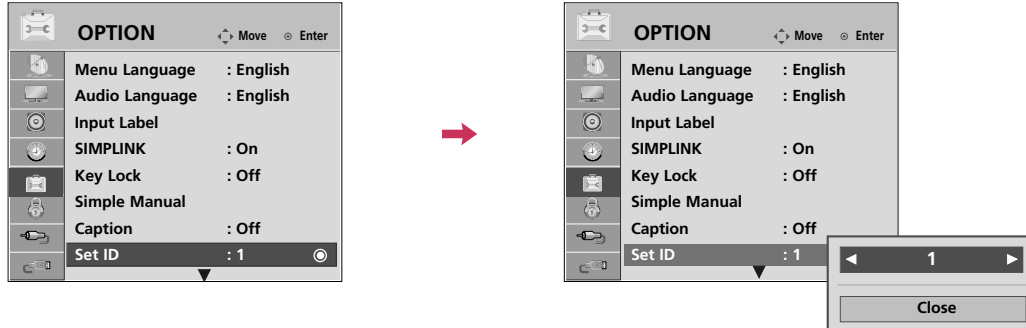 OPTION Move Enter
Menu Language : English
Audio Language : English
Input Label
SIMPLINK : On
Key Lock : Off
Simple Manual
Caption : Off
Set ID : 1
OPTION Move Enter
Menu Language : English
Audio Language : English
Input Label
SIMPLINK : On
Key Lock : Off
Simple Manual
Caption : Off
Set ID : 1
1
Close